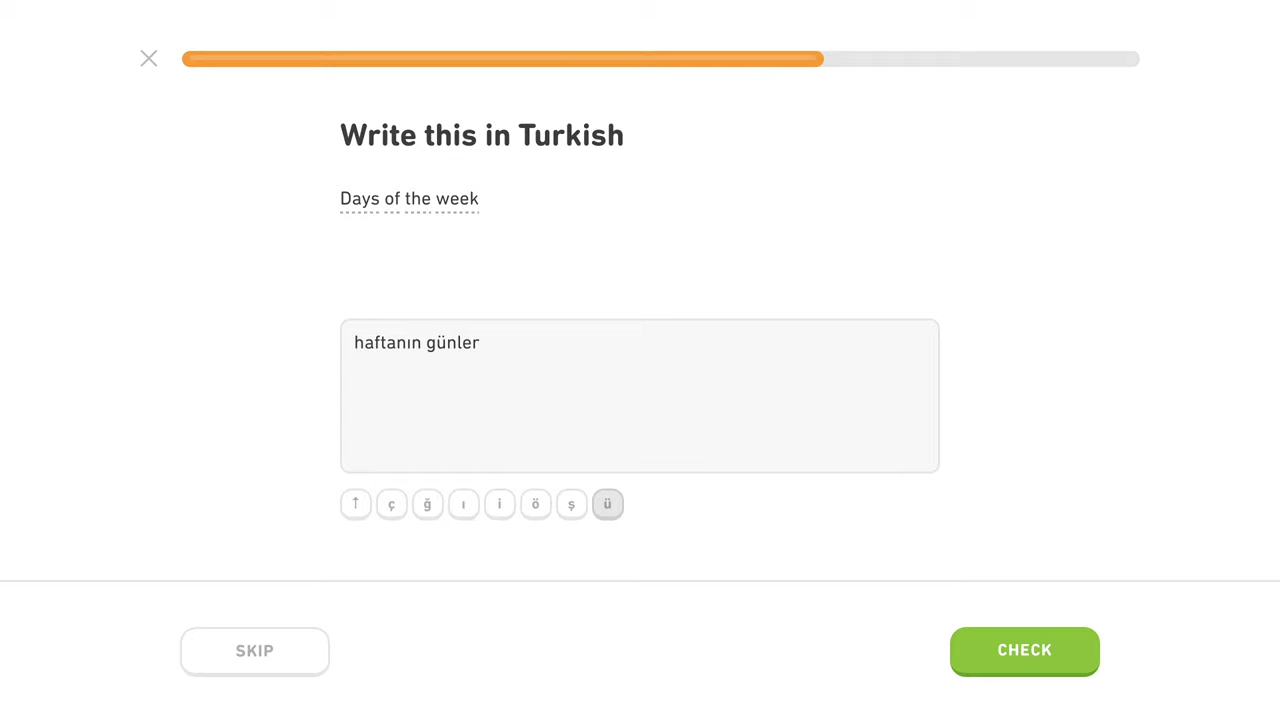 Write this in Turkish
Days of the week
haftanın günler
↑ ç ğ ı i ö ş ü
SKIP
CHECK